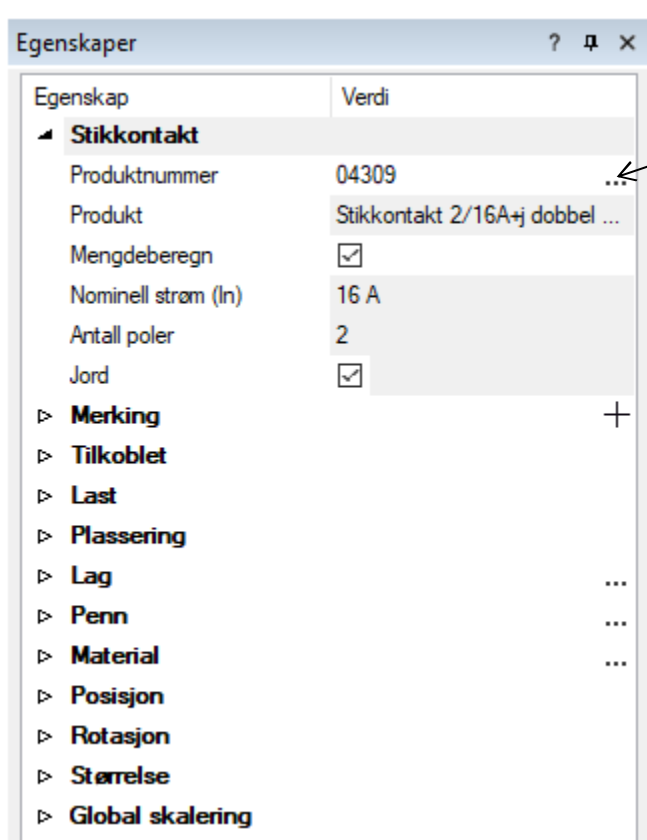 Egenskaper ?
Egenskap Verdi
Stikkontakt
Produktnummer 04309 ...
Produkt Stikkontakt 2/16A+j dobbel ...
Mengdeberegn
Nominell strøm (In) 16 A
Antall poler 2
Jord
Merking
Tilkoblet
Last
Plassering
Lag ...
Penn ...
Material ...
Posisjon
Rotasjon
Størrelse
Global skalering